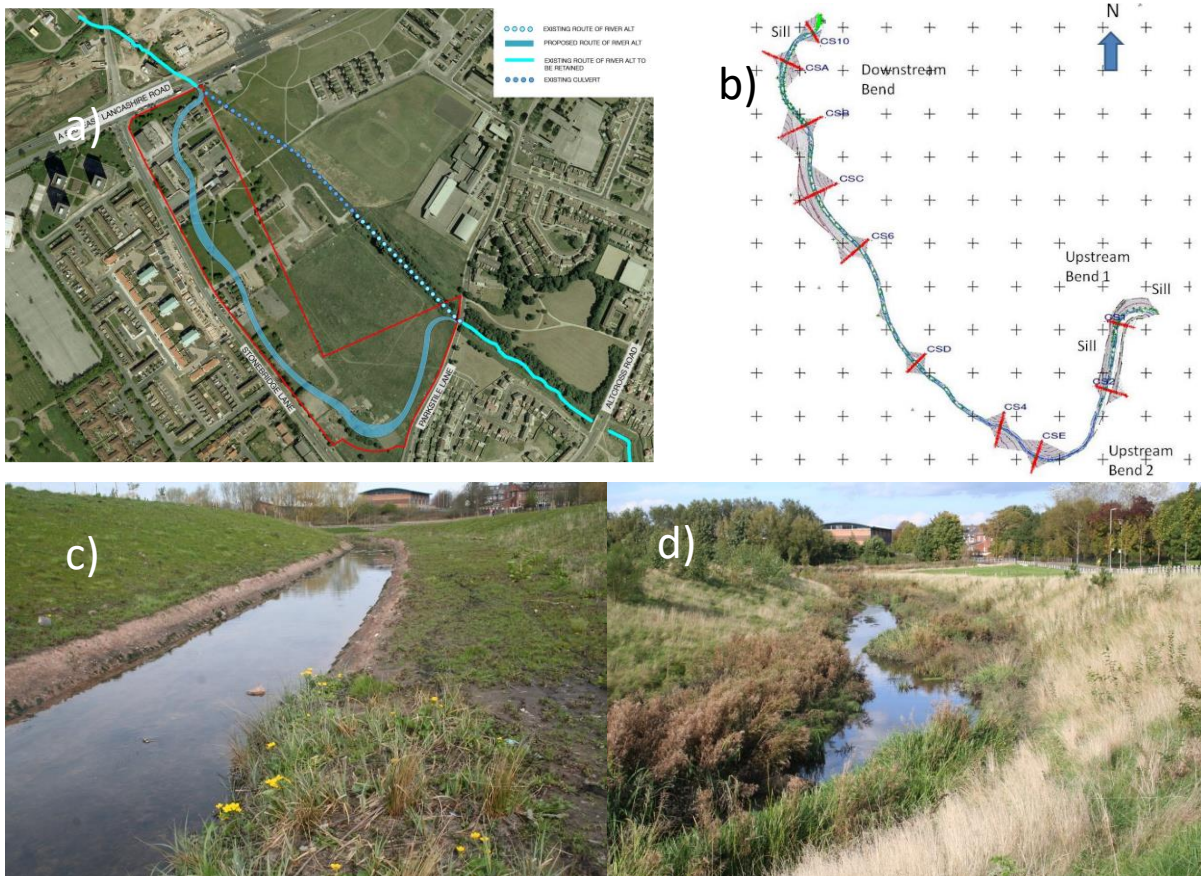 a)
EXISTING ROUTE OF RIVER ALT
PROPOSED ROUTE OF RIVER ALT
EXISTING ROUTE OF RIVER ALT TO
BE RETAINED
EXISTING CULVERT
EAST LANCASHIRE ROAD
STONEBRIDGE LANE
PARKSTILE LANE
ALTCROSS ROAD
b)
N
Sill
CS10
CSA
Downstream
Bend
CSB
CSC
CS6
Upstream
Bend 1
Sill
Sill
CS2
CSD
CS4
CSE
Upstream
Bend 2
c)
d)